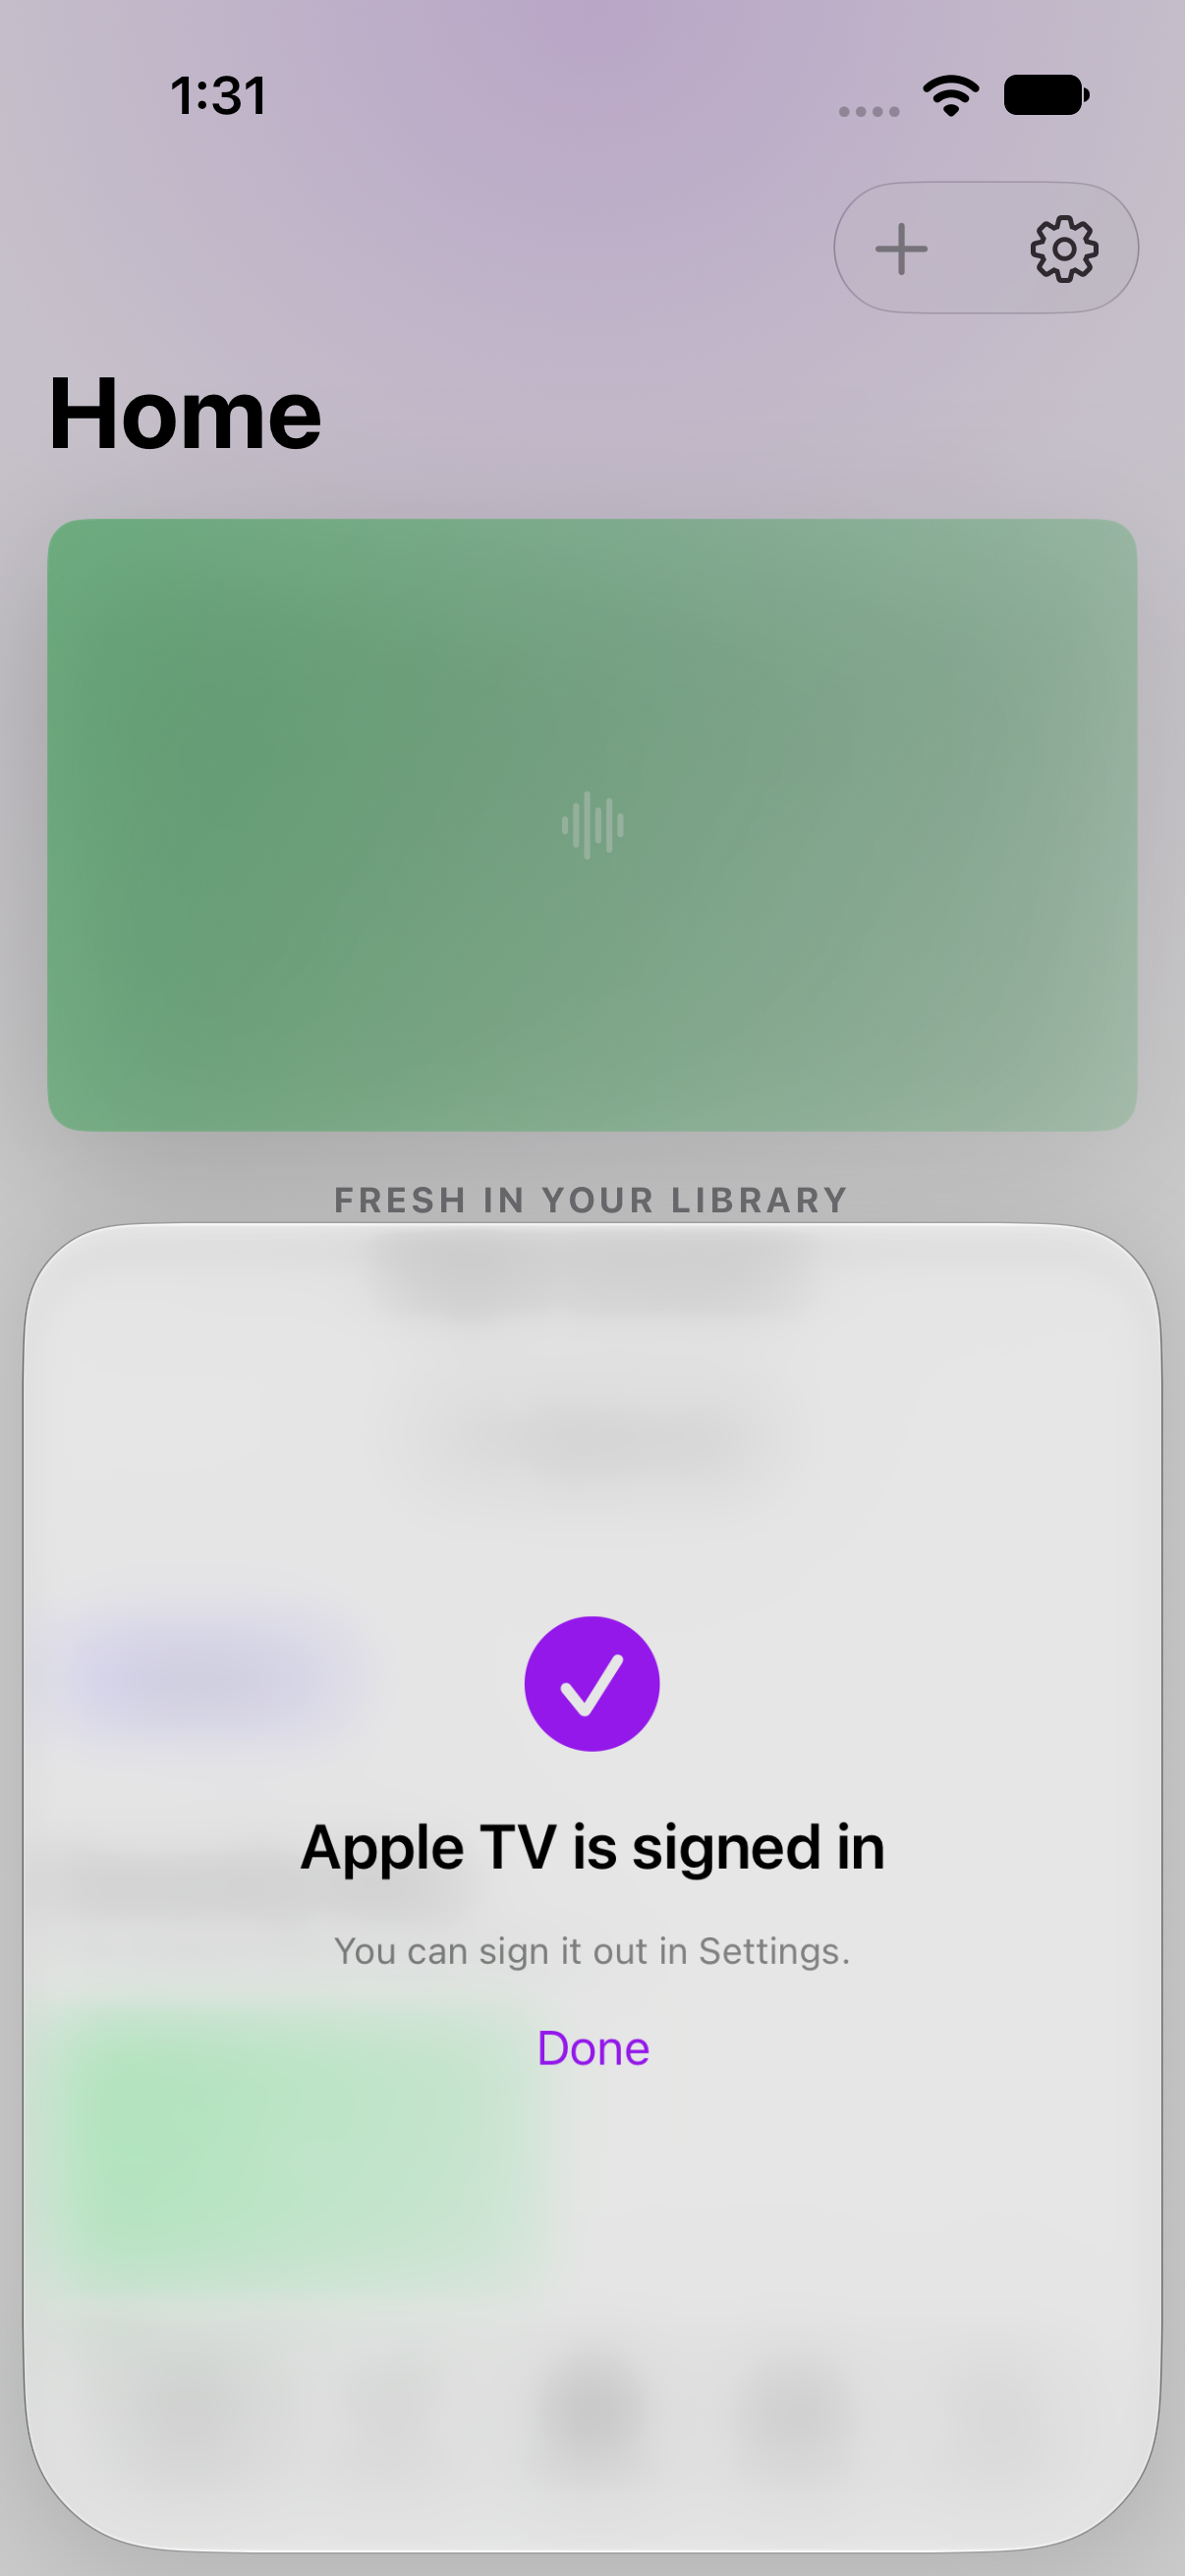 1:31
Home
FRESH IN YOUR LIBRARY
Apple TV is signed in
You can sign it out in Settings.
Done